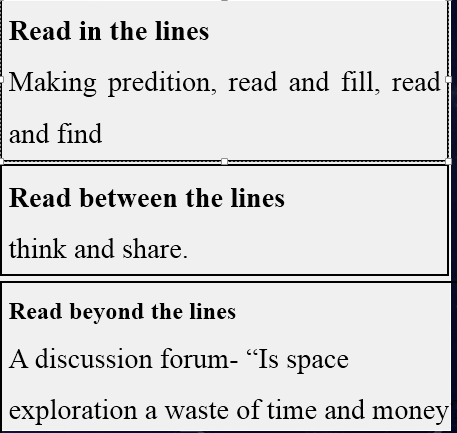 Read in the lines
Making predition, read and fill, read
and find
Read between the lines
think and share.
Read beyond the lines
A discussion forum- “Is space
exploration a waste of time and money